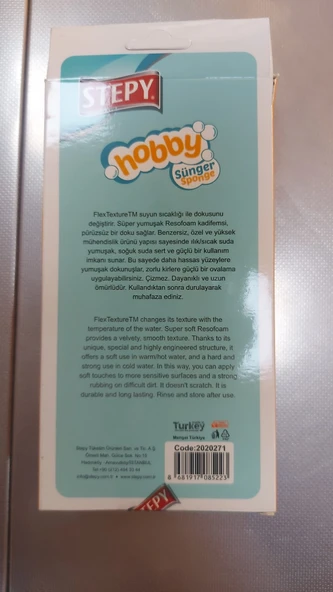 STEPY
hobby
Sünger
Sponge
FlexTextureTM suyun sıcaklığı ile dokusunu
değiştirir. Süper yumuşak Resofoam kadifemsi,
pürüzsüz bir doku sağlar. Benzersiz, özel ve yüksek
mühendislik ürünü yapısı sayesinde ılık/sıcak suda
yumuşak, soğuk suda sert ve güçlü bir kullanım
imkanı sunar. Bu sayede daha hassas yüzeylere
yumuşak dokunuşlar, zorlu kirlere güçlü bir ovalama
uygulayabilirsiniz. Çizmez. Dayanıklı ve uzun
ömürlüdür. Kullandıktan sonra durulayarak
muhafaza ediniz.
FlexTextureTM changes its texture with the
temperature of the water. Super soft Resofoam
provides a velvety, smooth texture. Thanks to its
unique, special and highly engineered structure, it
offers a soft use in warm/hot water, and a hard and
strong use in cold water. In this way, you can apply
soft touches to more sensitive surfaces and a strong
rubbing on difficult dirt. It doesn't scratch. It is
durable and long lasting. Rinse and store after use.
Turkey
Menşei Türkiye
Code:2020271
8 681917 085223
STEPY